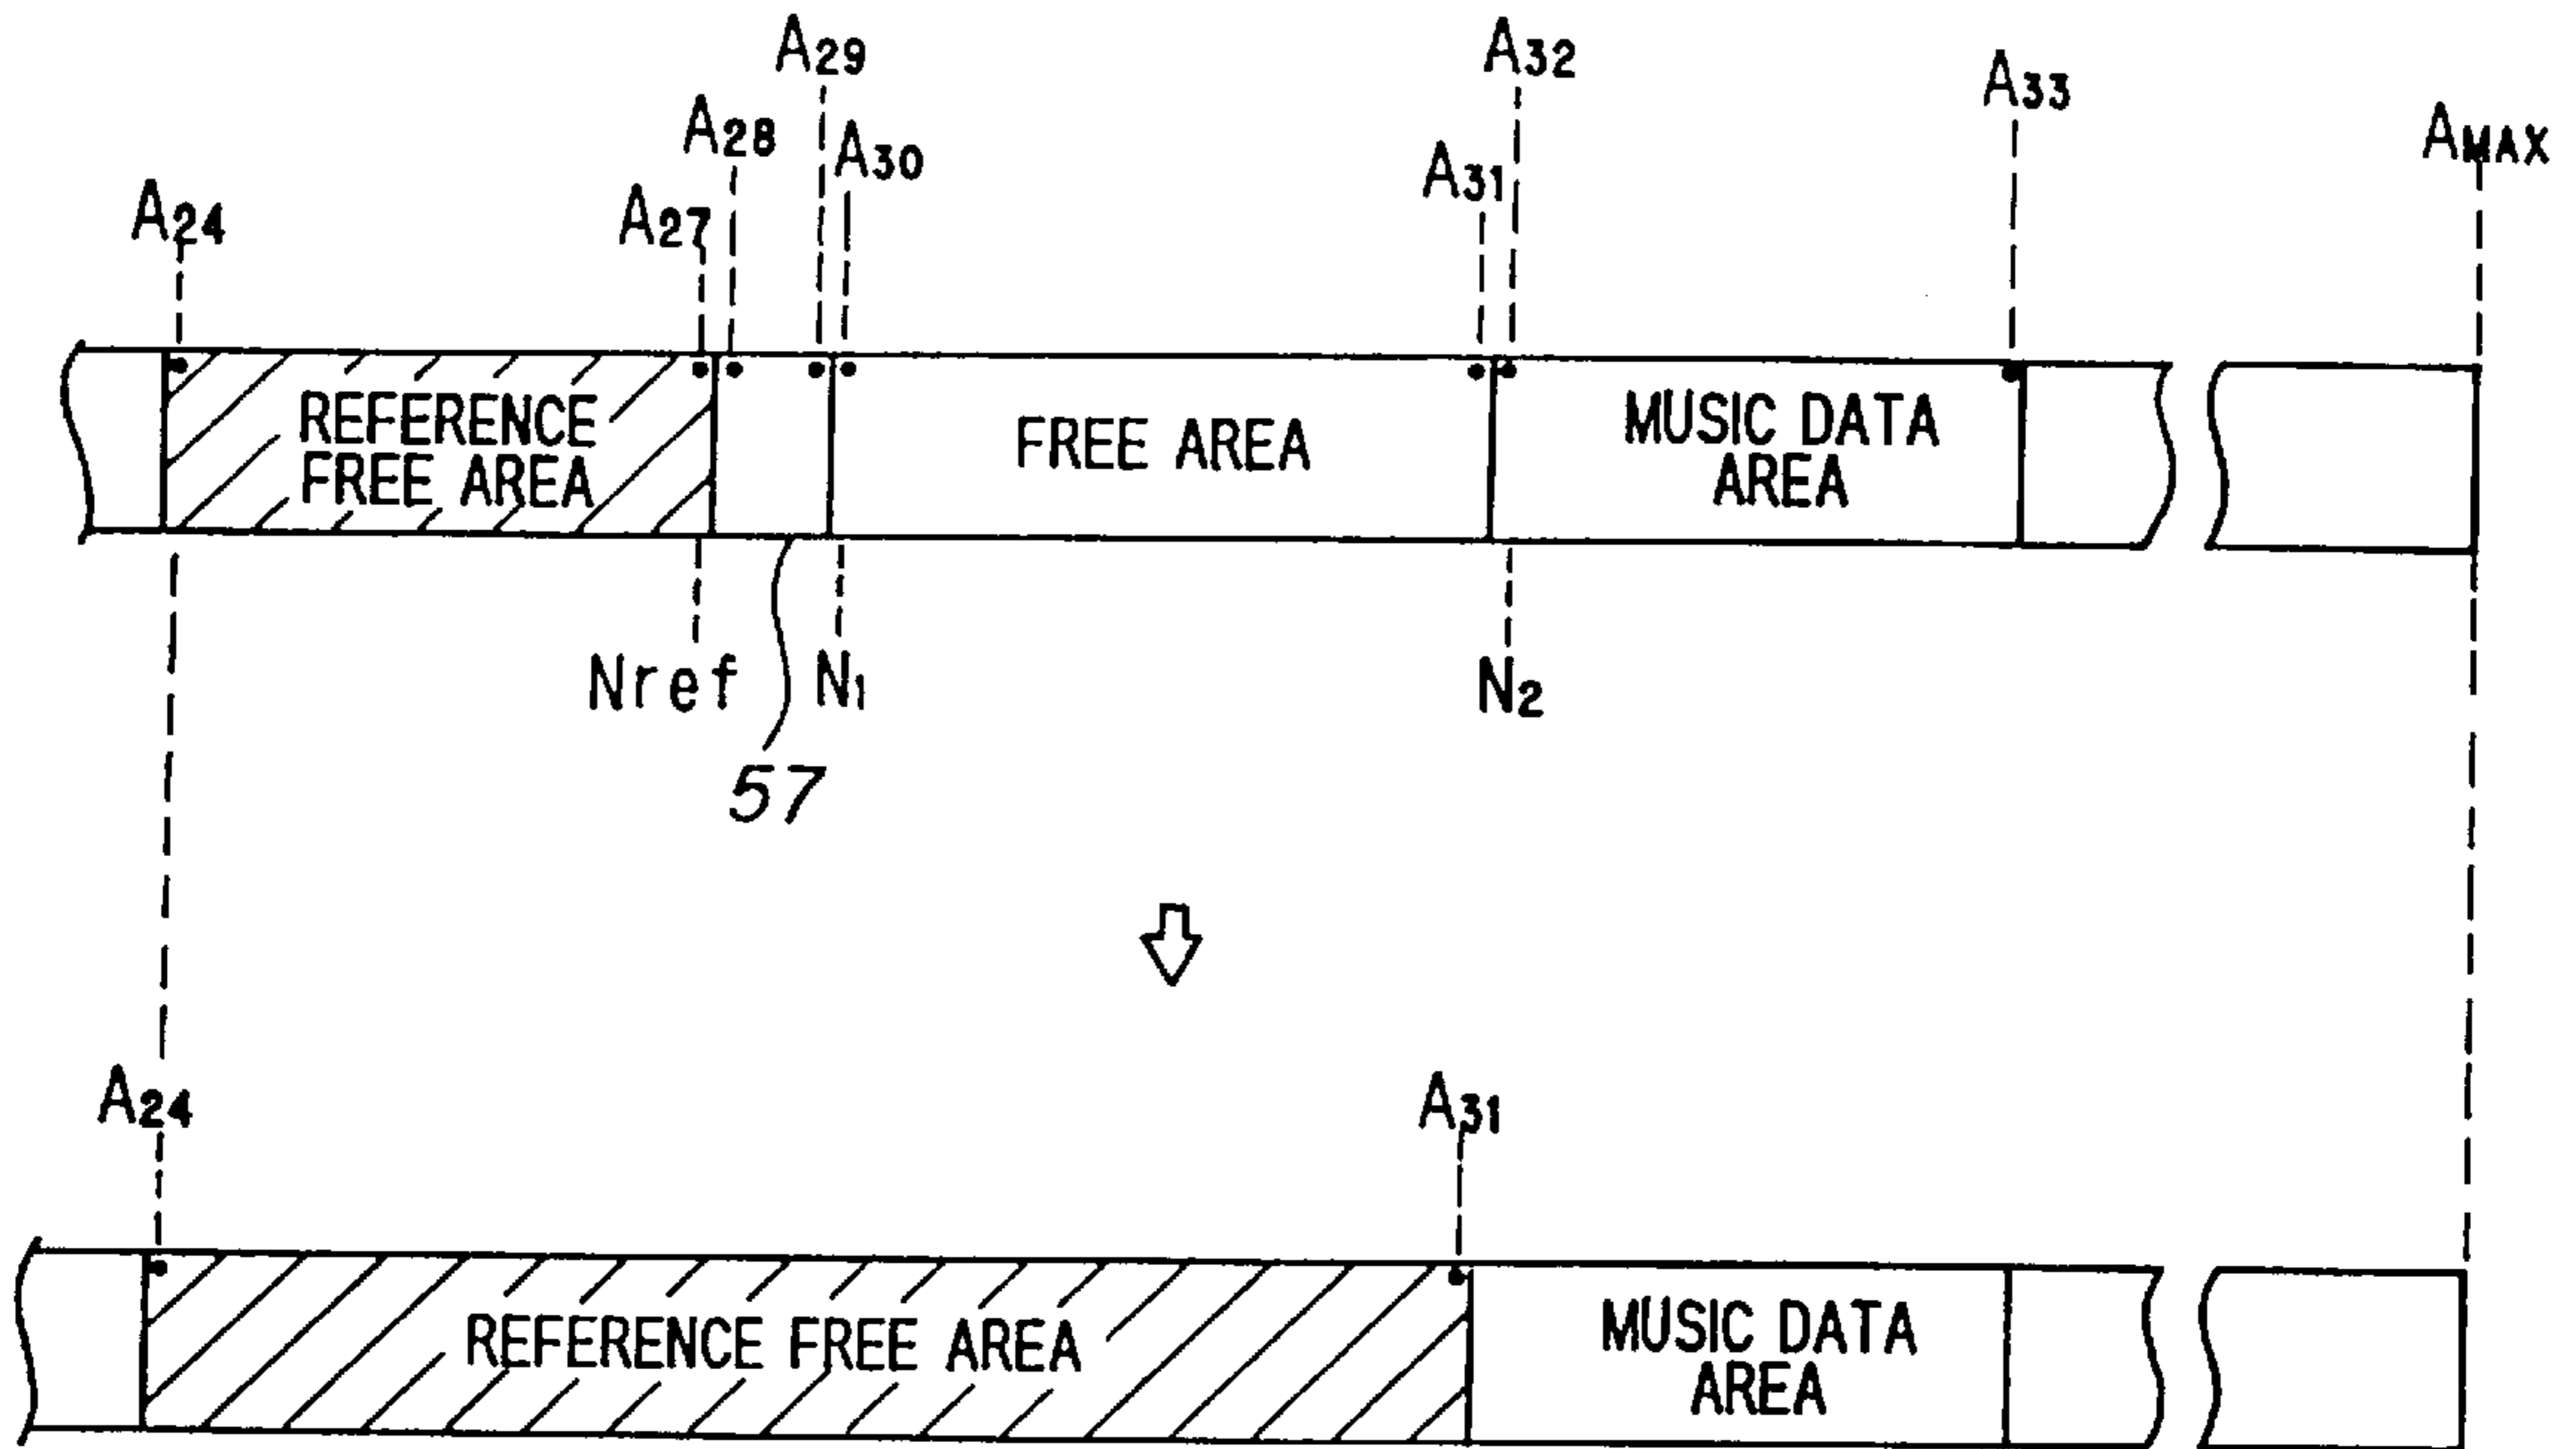 A29
A32
A33
A28
A30
AMAX
A31
A24
A27
REFERENCE
FREE AREA
FREE AREA
MUSIC DATA
AREA
Nref
N1
N2
57
A24
A31
REFERENCE FREE AREA
MUSIC DATA
AREA